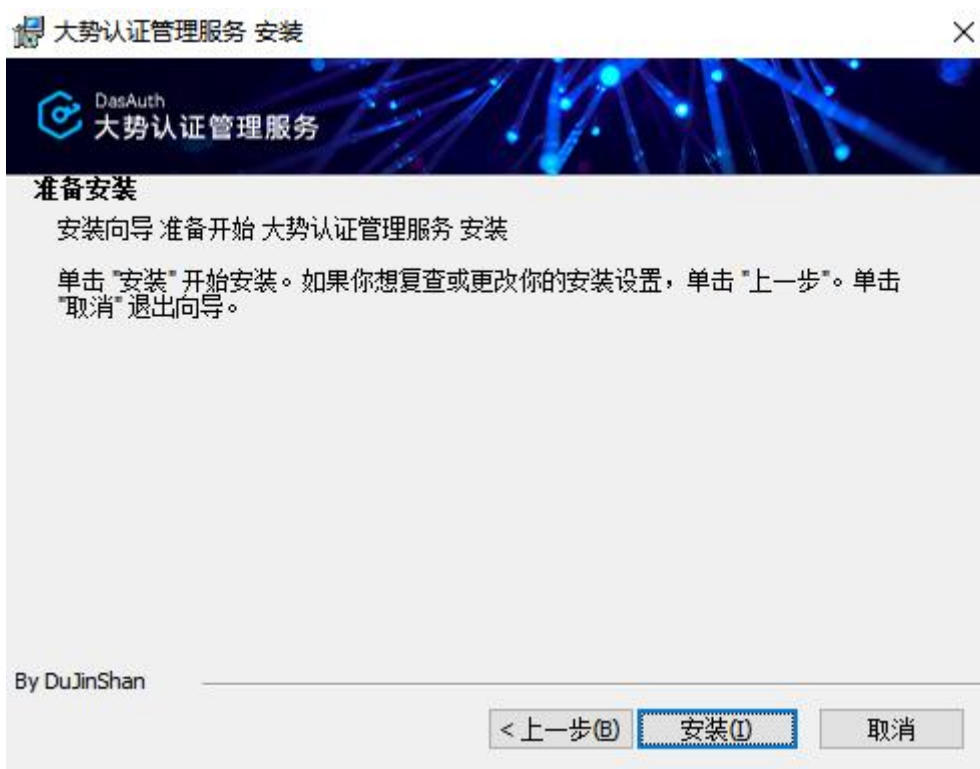 大势认证管理服务 安装
DasAuth
大势认证管理服务
准备安装
安装向导 准备开始 大势认证管理服务 安装
单击 "安装" 开始安装。如果你想复查或更改你的安装设置，单击 "上一步"。单击
"取消" 退出向导。
By DuJinShan
< 上一步(B)
安装(I)
取消